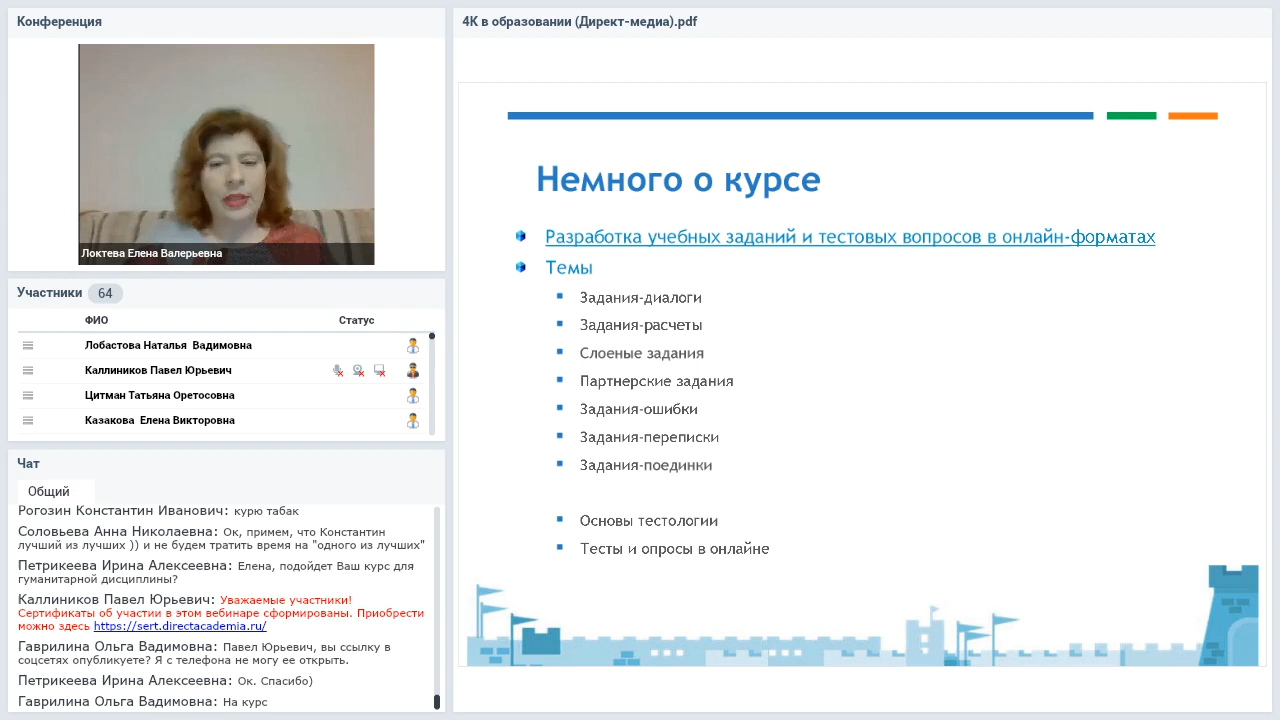 Конференция
Локтева Елена Валерьевна
Участники 64
ФИО Статус
Лобастова Наталья Вадимовна
Каллиников Павел Юрьевич
Цитман Татьяна Оретосовна
Казакова Елена Викторовна
Чат
Общий
Рогозин Константин Иванович: курю табак
Соловьева Анна Николаевна: Ок, примем, что Константин
лучший из лучших )) и не будем тратить время на "одного из лучших"
Петрикеева Ирина Алексеевна: Елена, подойдет Ваш курс для
гуманитарной дисциплины?
Каллиников Павел Юрьевич: Уважаемые участники!
Сертификаты об участии в этом вебинаре сформированы. Приобрести
можно здесь https://sert.directacademia.ru/
Гаврилина Ольга Вадимовна: Павел Юрьевич, вы ссылку в
соцсетях опубликуете? Я с телефона не могу ее открыть.
Петрикеева Ирина Алексеевна: Ок. Спасибо)
Гаврилина Ольга Вадимовна: На курс
4К в образовании (Директ-медиа).pdf
Немного о курсе
Разработка учебных заданий и тестовых вопросов в онлайн-форматах
Темы
Задания-диалоги
Задания-расчеты
Слоеные задания
Партнерские задания
Задания-ошибки
Задания-переписки
Задания-поединки
Основы тестологии
Тесты и опросы в онлайне